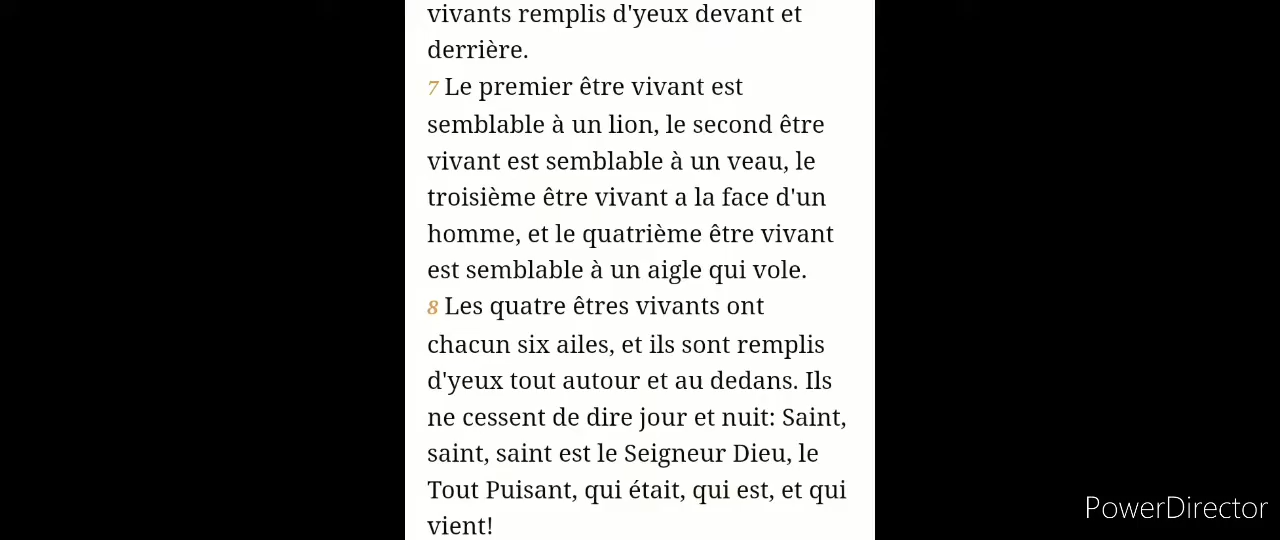 vivants remplis d'yeux devant et
derrière.
7 Le premier être vivant est
semblable à un lion, le second être
vivant est semblable à un veau, le
troisième être vivant a la face d'un
homme, et le quatrième être vivant
est semblable à un aigle qui vole.
8 Les quatre êtres vivants ont
chacun six ailes, et ils sont remplis
d'yeux tout autour et au dedans. Ils
ne cessent de dire jour et nuit: Saint,
saint, saint est le Seigneur Dieu, le
Tout Puisant, qui était, qui est, et qui
vient!
PowerDirector